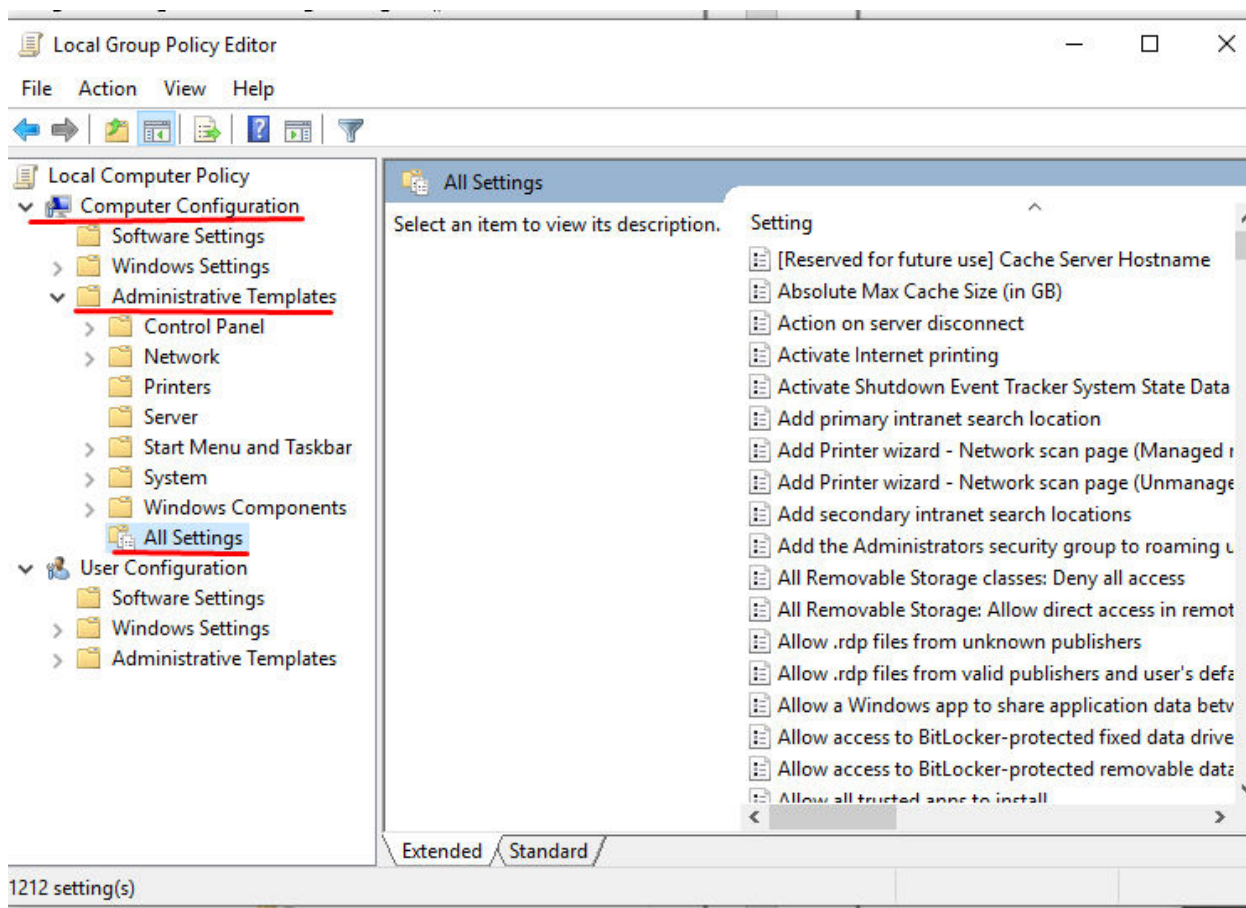 Local Group Policy Editor
File Action View Help
Local Computer Policy
Computer Configuration
Software Settings
Windows Settings
Administrative Templates
Control Panel
Network
Printers
Server
Start Menu and Taskbar
System
Windows Components
All Settings
User Configuration
Software Settings
Windows Settings
Administrative Templates
All Settings
Select an item to view its description.
Setting
[Reserved for future use] Cache Server Hostname
Absolute Max Cache Size (in GB)
Action on server disconnect
Activate Internet printing
Activate Shutdown Event Tracker System State Data
Add primary intranet search location
Add Printer wizard - Network scan page (Managed
Add Printer wizard - Network scan page (Unmanage
Add secondary intranet search locations
Add the Administrators security group to roaming
All Removable Storage classes: Deny all access
All Removable Storage: Allow direct access in remot
Allow .rdp files from unknown publishers
Allow .rdp files from valid publishers and user's defa
Allow a Windows app to share application data betw
Allow access to BitLocker-protected fixed data drive
Allow access to BitLocker-protected removable data
Allow all trusted apps to install
Extended Standard
1212 setting(s)